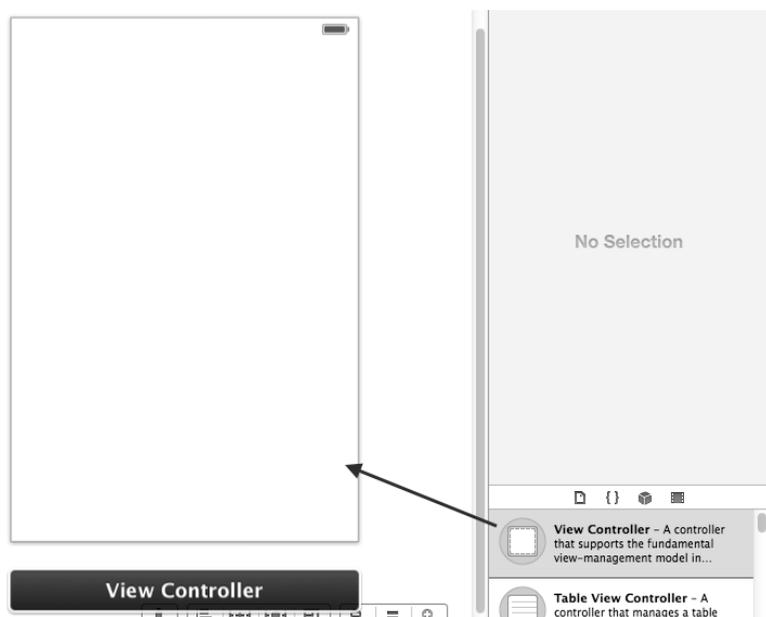 No Selection
{}
View Controller – A controller
that supports the fundamental
view-management model in...
View Controller
Table View Controller – A
controller that manages a table